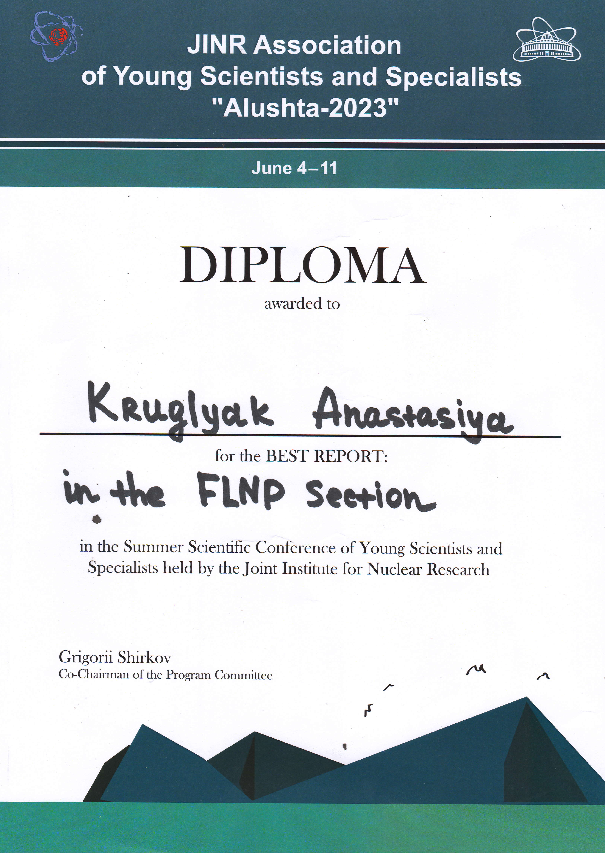 JINR Association
of Young Scientists and Specialists
"Alushta-2023"
June 4–11
DIPLOMA
awarded to
Kruglyak Anastasiya
for the BEST REPORT:
in the FLNP Section
in the Summer Scientific Conference of Young Scientists and
Specialists held by the Joint Institute for Nuclear Research
Grigorii Shirkov
Co-Chairman of the Program Committee